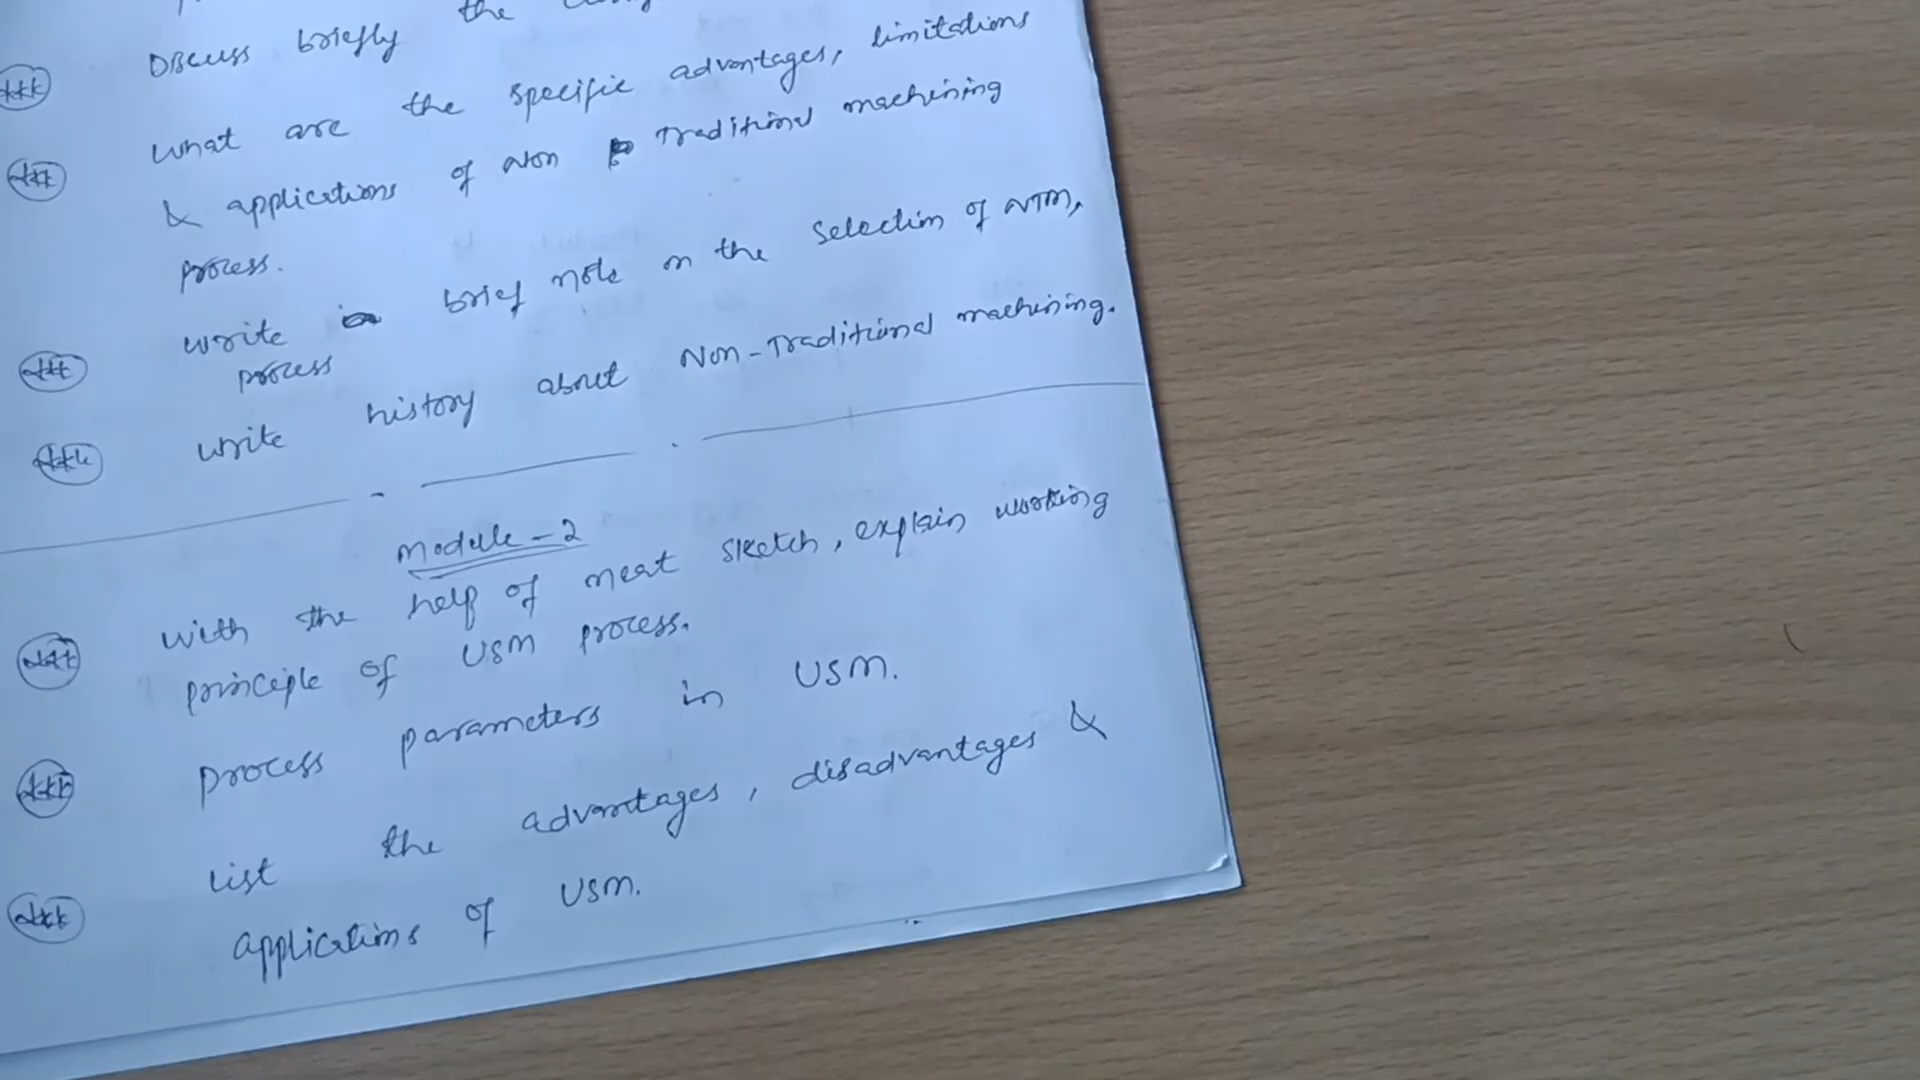 Discuss briefly the
*** What are the specific advantages, limitations
*** & applications of Non Traditional machining
process.
write brief note on the selection of NTM,
*** process
*** write history about Non-Traditional machining.
Module-2
With the help of neat sketch, explain working
*** principle of USM process.
*** process parameters in USM.
List the advantages, disadvantages &
*** applications of USM.